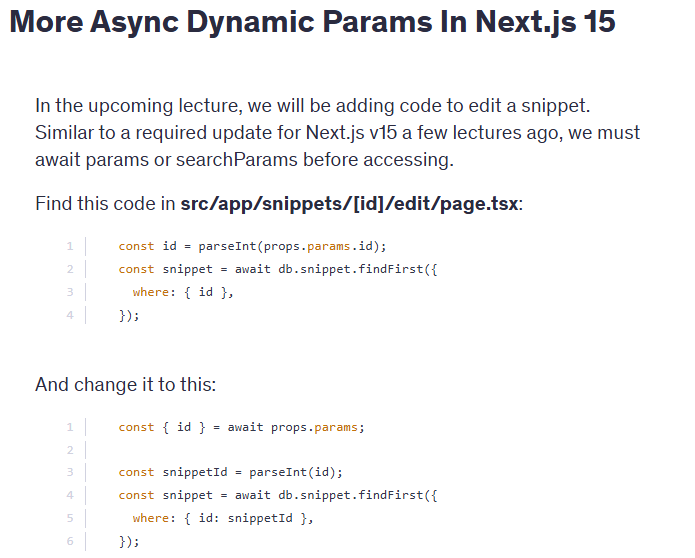 More Async Dynamic Params In Next.js 15
In the upcoming lecture, we will be adding code to edit a snippet.
Similar to a required update for Next.js v15 a few lectures ago, we must
await params or searchParams before accessing.
Find this code in src/app/snippets/[id]/edit/page.tsx:
1 const id = parseInt(props.params.id);
2 const snippet = await db.snippet.findFirst({
3 where: { id },
4 });
And change it to this:
1 const { id } = await props.params;
2
3 const snippetId = parseInt(id);
4 const snippet = await db.snippet.findFirst({
5 where: { id: snippetId },
6 });